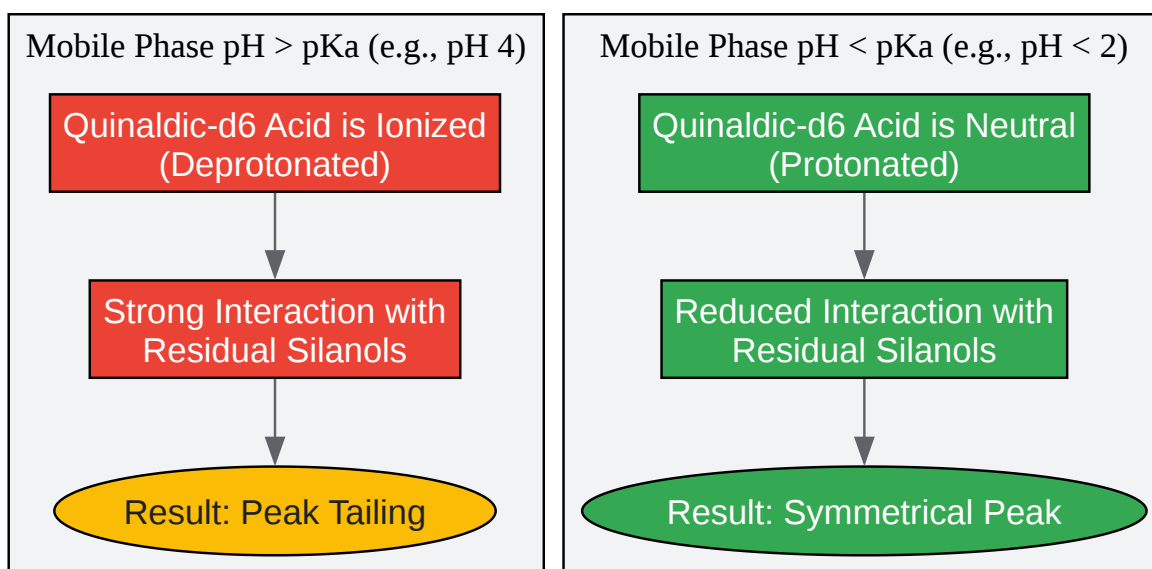 Mobile Phase pH > pKa (e.g., pH 4)
Quinaldic-d6 Acid is Ionized
(Deprotonated)
Strong Interaction with
Residual Silanols
Result: Peak Tailing
Mobile Phase pH < pKa (e.g., pH < 2)
Quinaldic-d6 Acid is Neutral
(Protonated)
Reduced Interaction with
Residual Silanols
Result: Symmetrical Peak